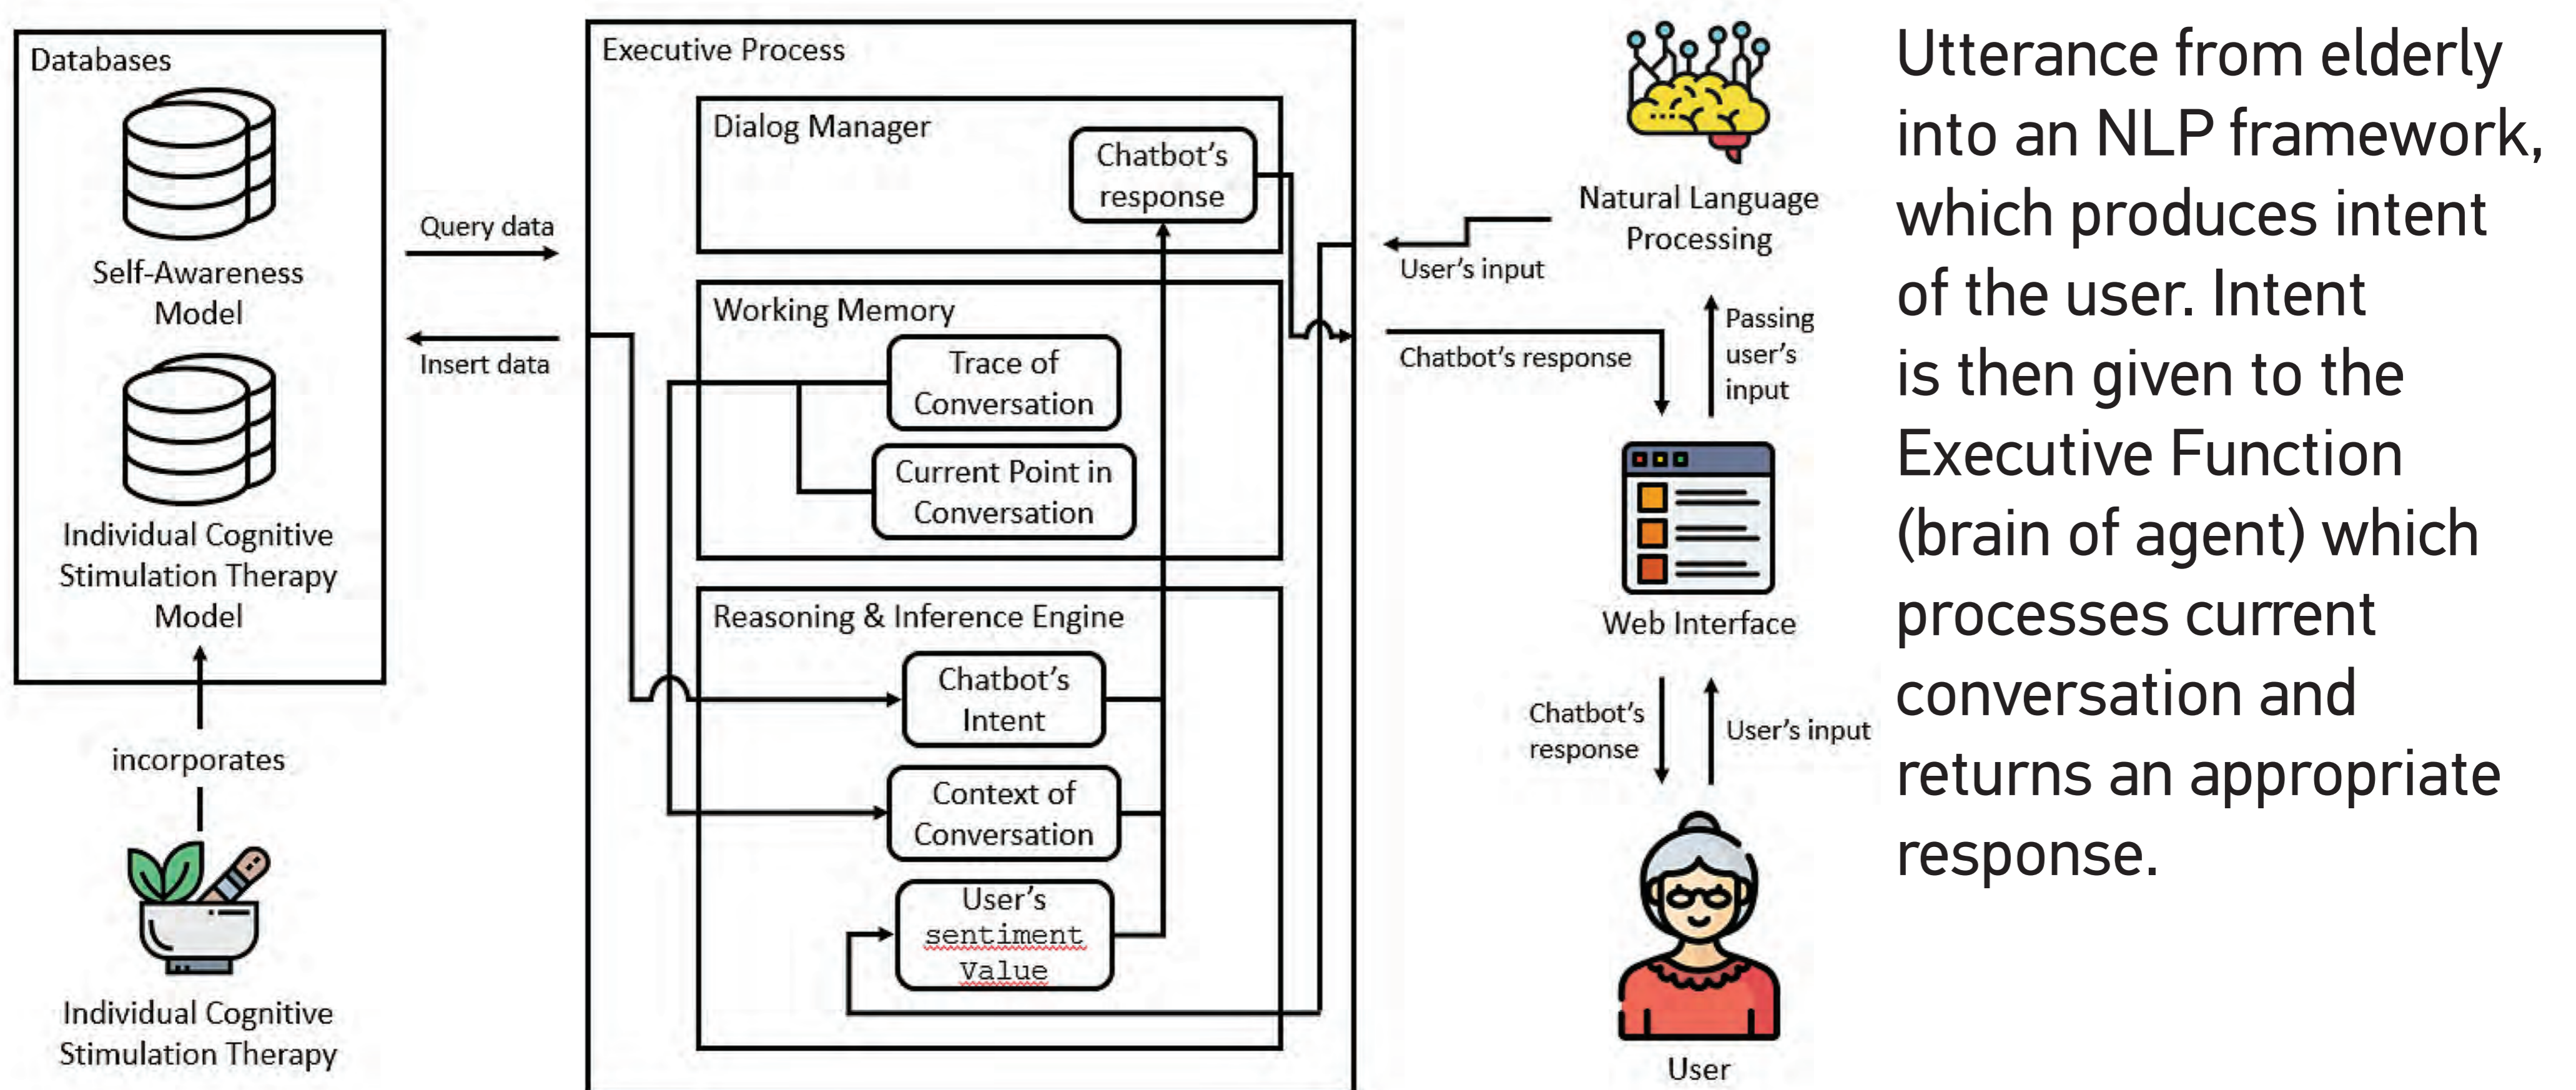 Databases
Self-Awareness
Model
Individual Cognitive
Stimulation Therapy
Model
incorporates
Individual Cognitive
Stimulation Therapy
Query data
Insert data
Executive Process
Dialog Manager
Chatbot's
response
Working Memory
Trace of
Conversation
Current Point in
Conversation
Reasoning & Inference Engine
Chatbot's
Intent
Context of
Conversation
User's
sentiment
Value
Natural Language
Processing
User's input
Chatbot's response
Passing
user's
input
Web Interface
Chatbot's
response
User's input
User
Utterance from elderly
into an NLP framework,
which produces intent
of the user. Intent
is then given to the
Executive Function
(brain of agent) which
processes current
conversation and
returns an appropriate
response.